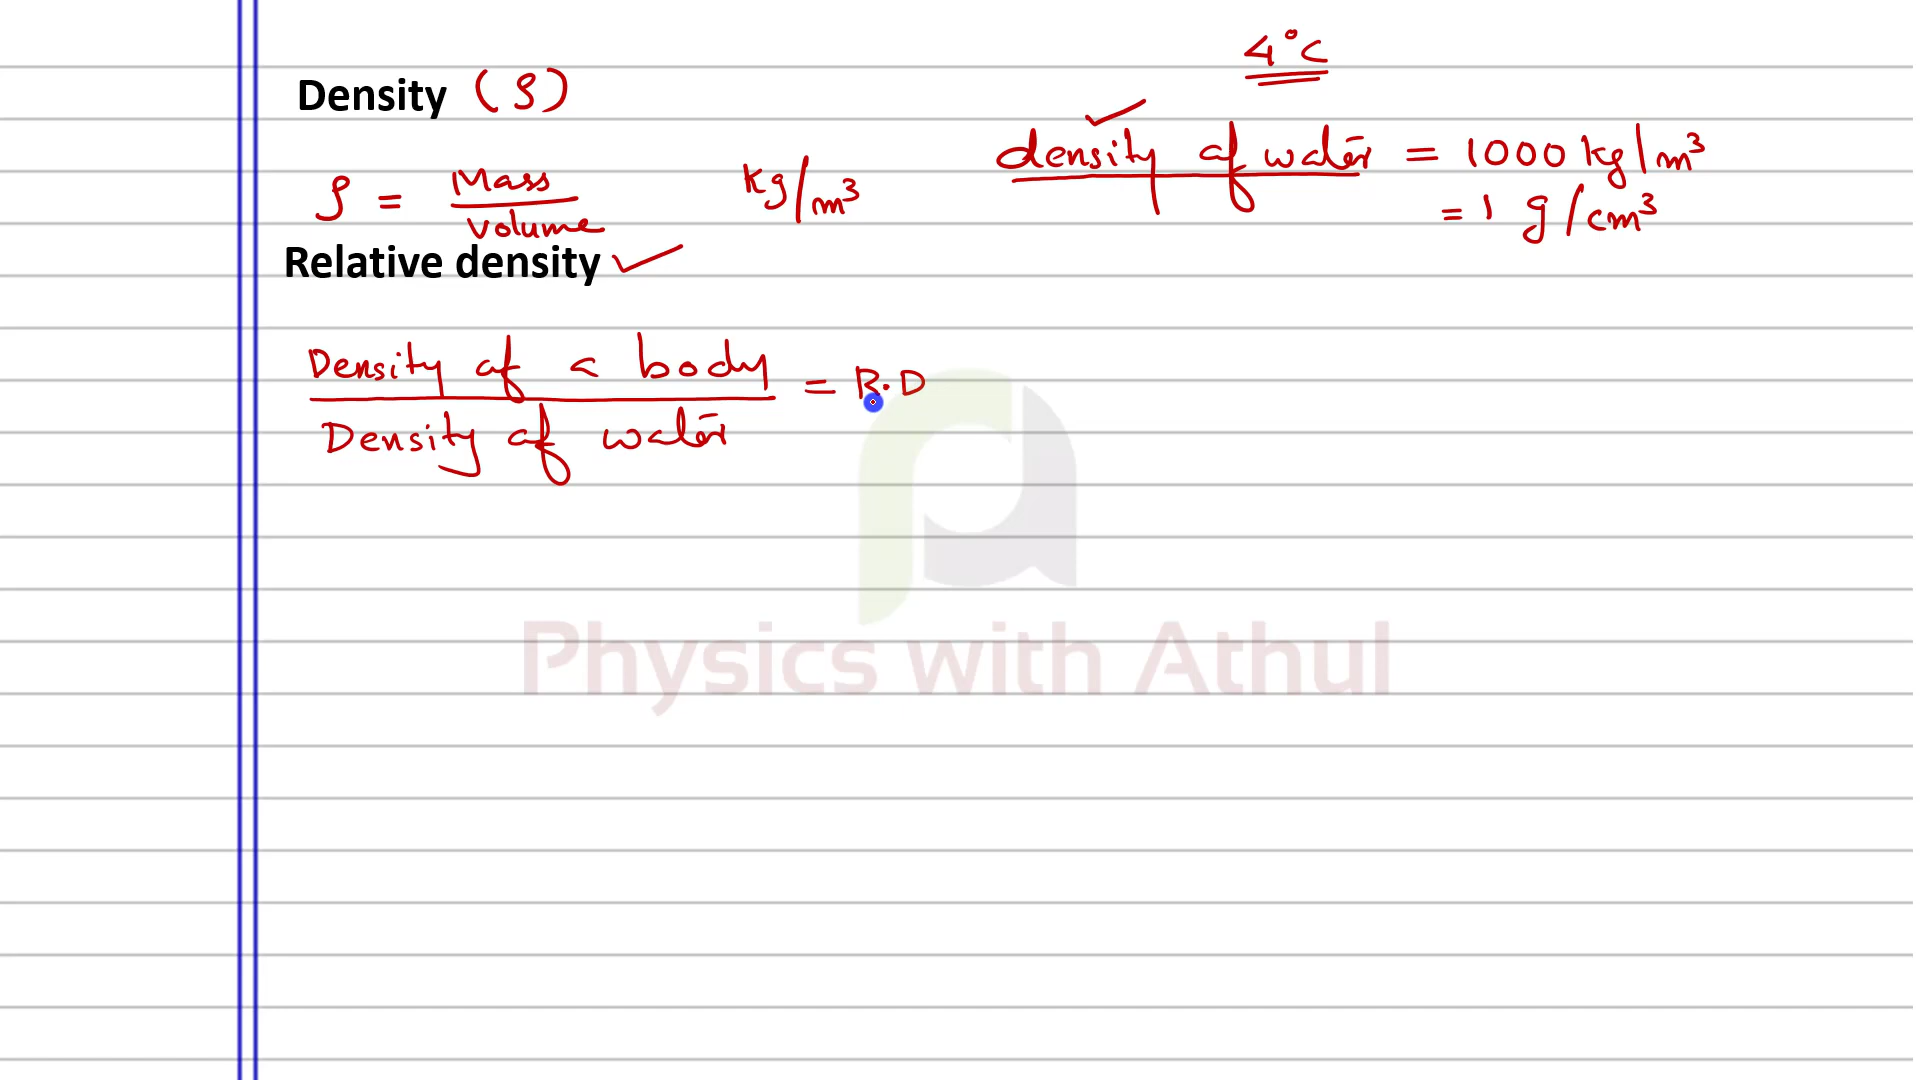 4°C
Density (ρ)
density of water = 1000 kg/m³
ρ = Mass / Volume kg/m³
= 1 g/cm³
Relative density ✓
Density of a body / Density of water = R.D
Physics with Athul